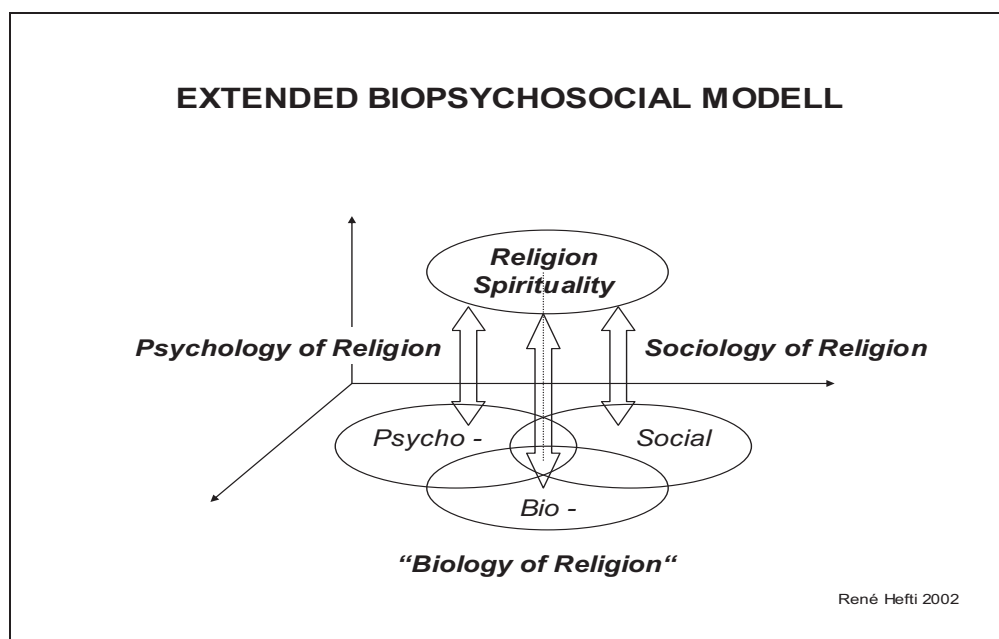 EXTENDED BIOPSYCHOSOCIAL MODELL
Religion
Spirituality
Psychology of Religion
Sociology of Religion
Psycho -
Social
Bio -
“Biology of Religion“
René Hefti 2002